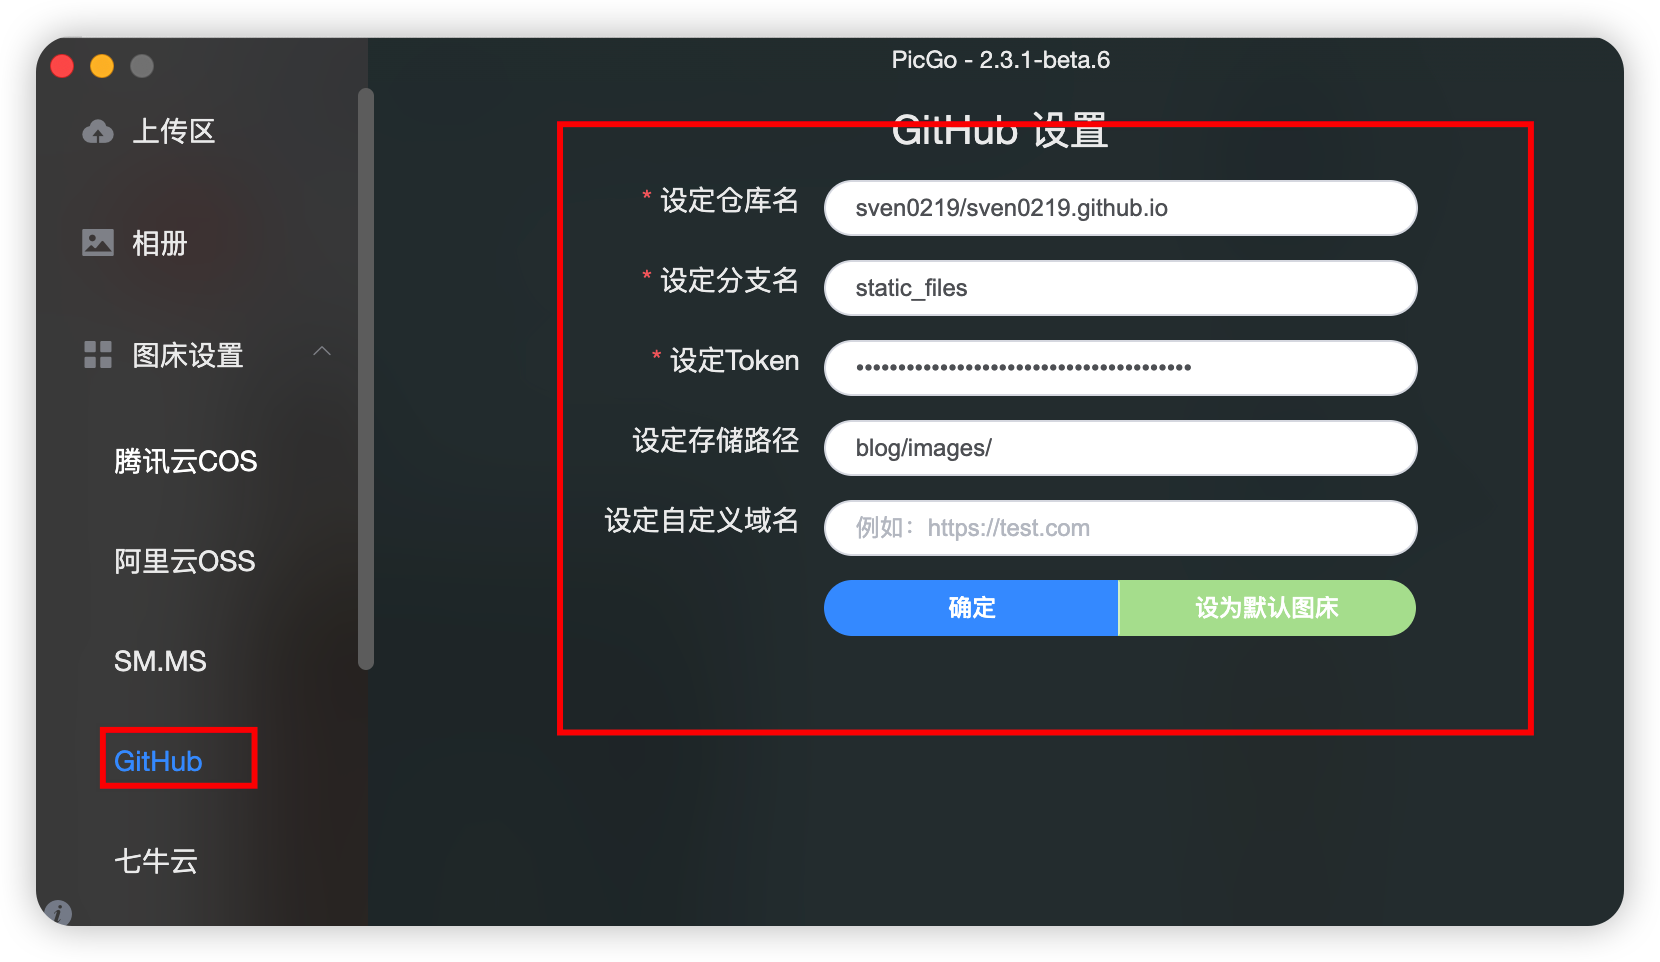 PicGo - 2.3.1-beta.6
上传区
相册
图床设置
腾讯云COS
阿里云OSS
SM.MS
GitHub
七牛云
GitHub 设置
* 设定仓库名 sven0219/sven0219.github.io
* 设定分支名 static_files
* 设定Token ••••••••••••••••••••••••••••••••••••••••
设定存储路径 blog/images/
设定自定义域名 例如：https://test.com
确定 设为默认图床